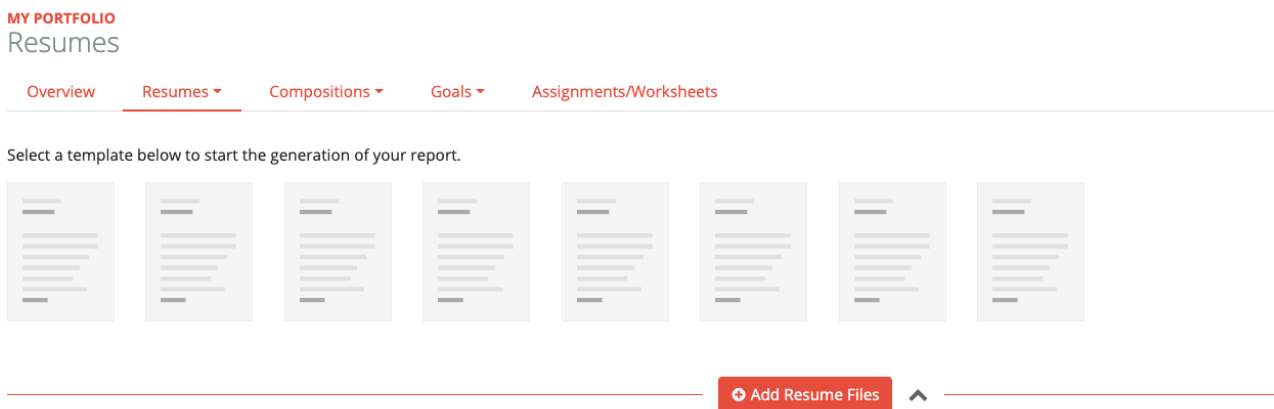 MY PORTFOLIO
Resumes
Overview Resumes Compositions Goals Assignments/Worksheets
Select a template below to start the generation of your report.
Add Resume Files